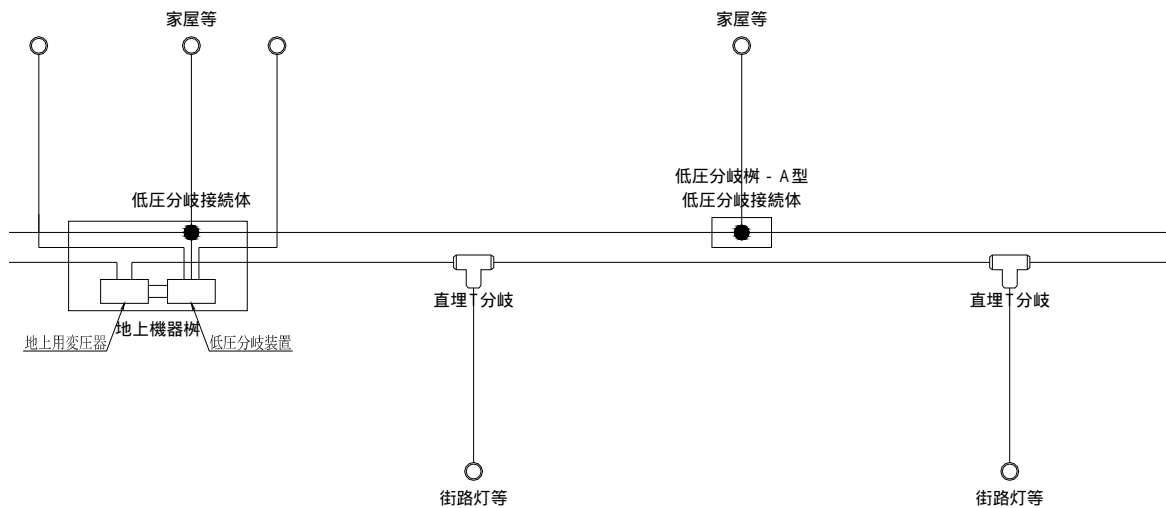 家屋等
家屋等
低圧分岐桝 - A型
低圧分岐接続体
低圧分岐接続体
直埋T分岐
直埋T分岐
地上機器桝
地上用変圧器
低圧分岐装置
街路灯等
街路灯等